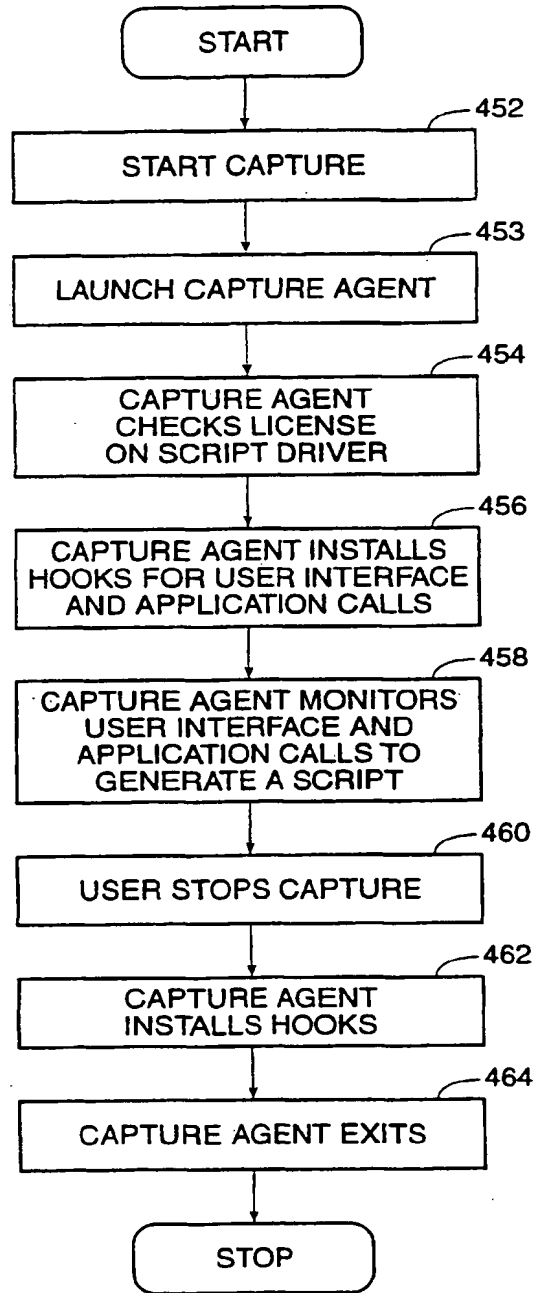 START
452
START CAPTURE
453
LAUNCH CAPTURE AGENT
454
CAPTURE AGENT
CHECKS LICENSE
ON SCRIPT DRIVER
456
CAPTURE AGENT INSTALLS
HOOKS FOR USER INTERFACE
AND APPLICATION CALLS
458
CAPTURE AGENT MONITORS
USER INTERFACE AND
APPLICATION CALLS TO
GENERATE A SCRIPT
460
USER STOPS CAPTURE
462
CAPTURE AGENT
INSTALLS HOOKS
464
CAPTURE AGENT EXITS
STOP